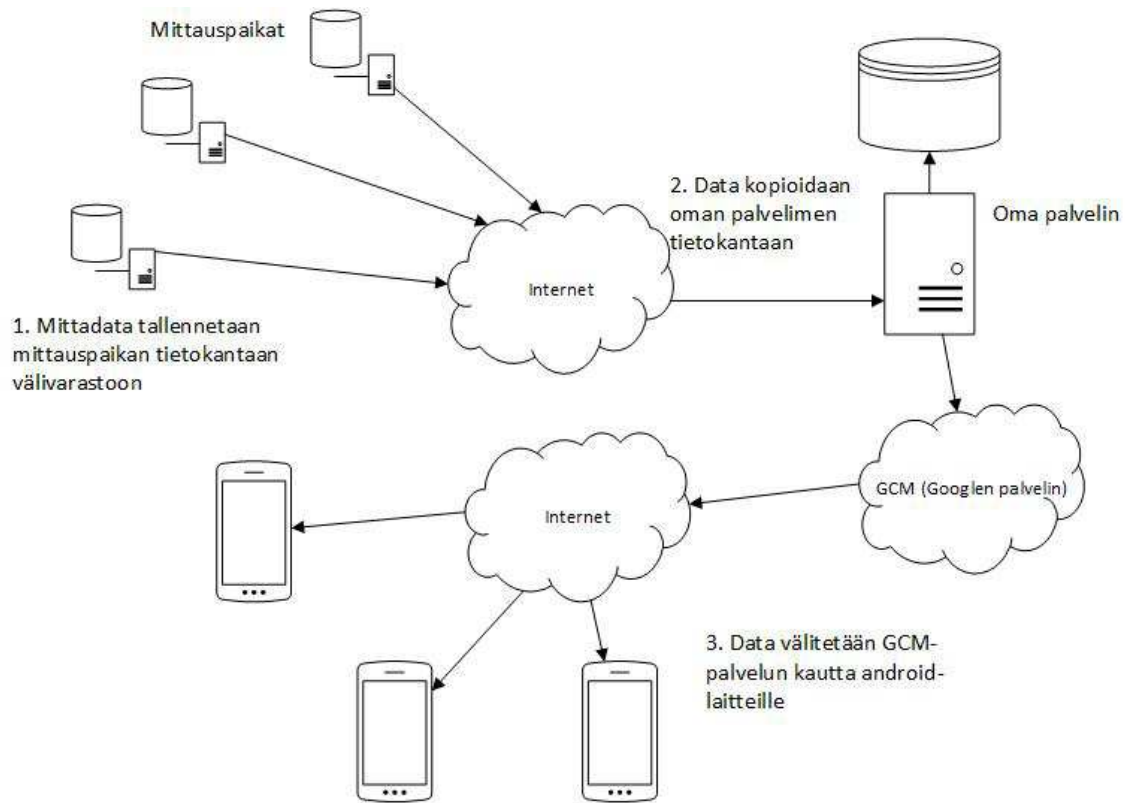 Mittauspaikat
2. Data kopioidaan
oman palvelimen
tietokantaan
Oma palvelin
Internet
1. Mittadata tallennetaan
mittauspaikan tietokantaan
välivarastoon
GCM (Googlen palvelin)
Internet
3. Data välitetään GCM-
palvelun kautta android-
laitteille